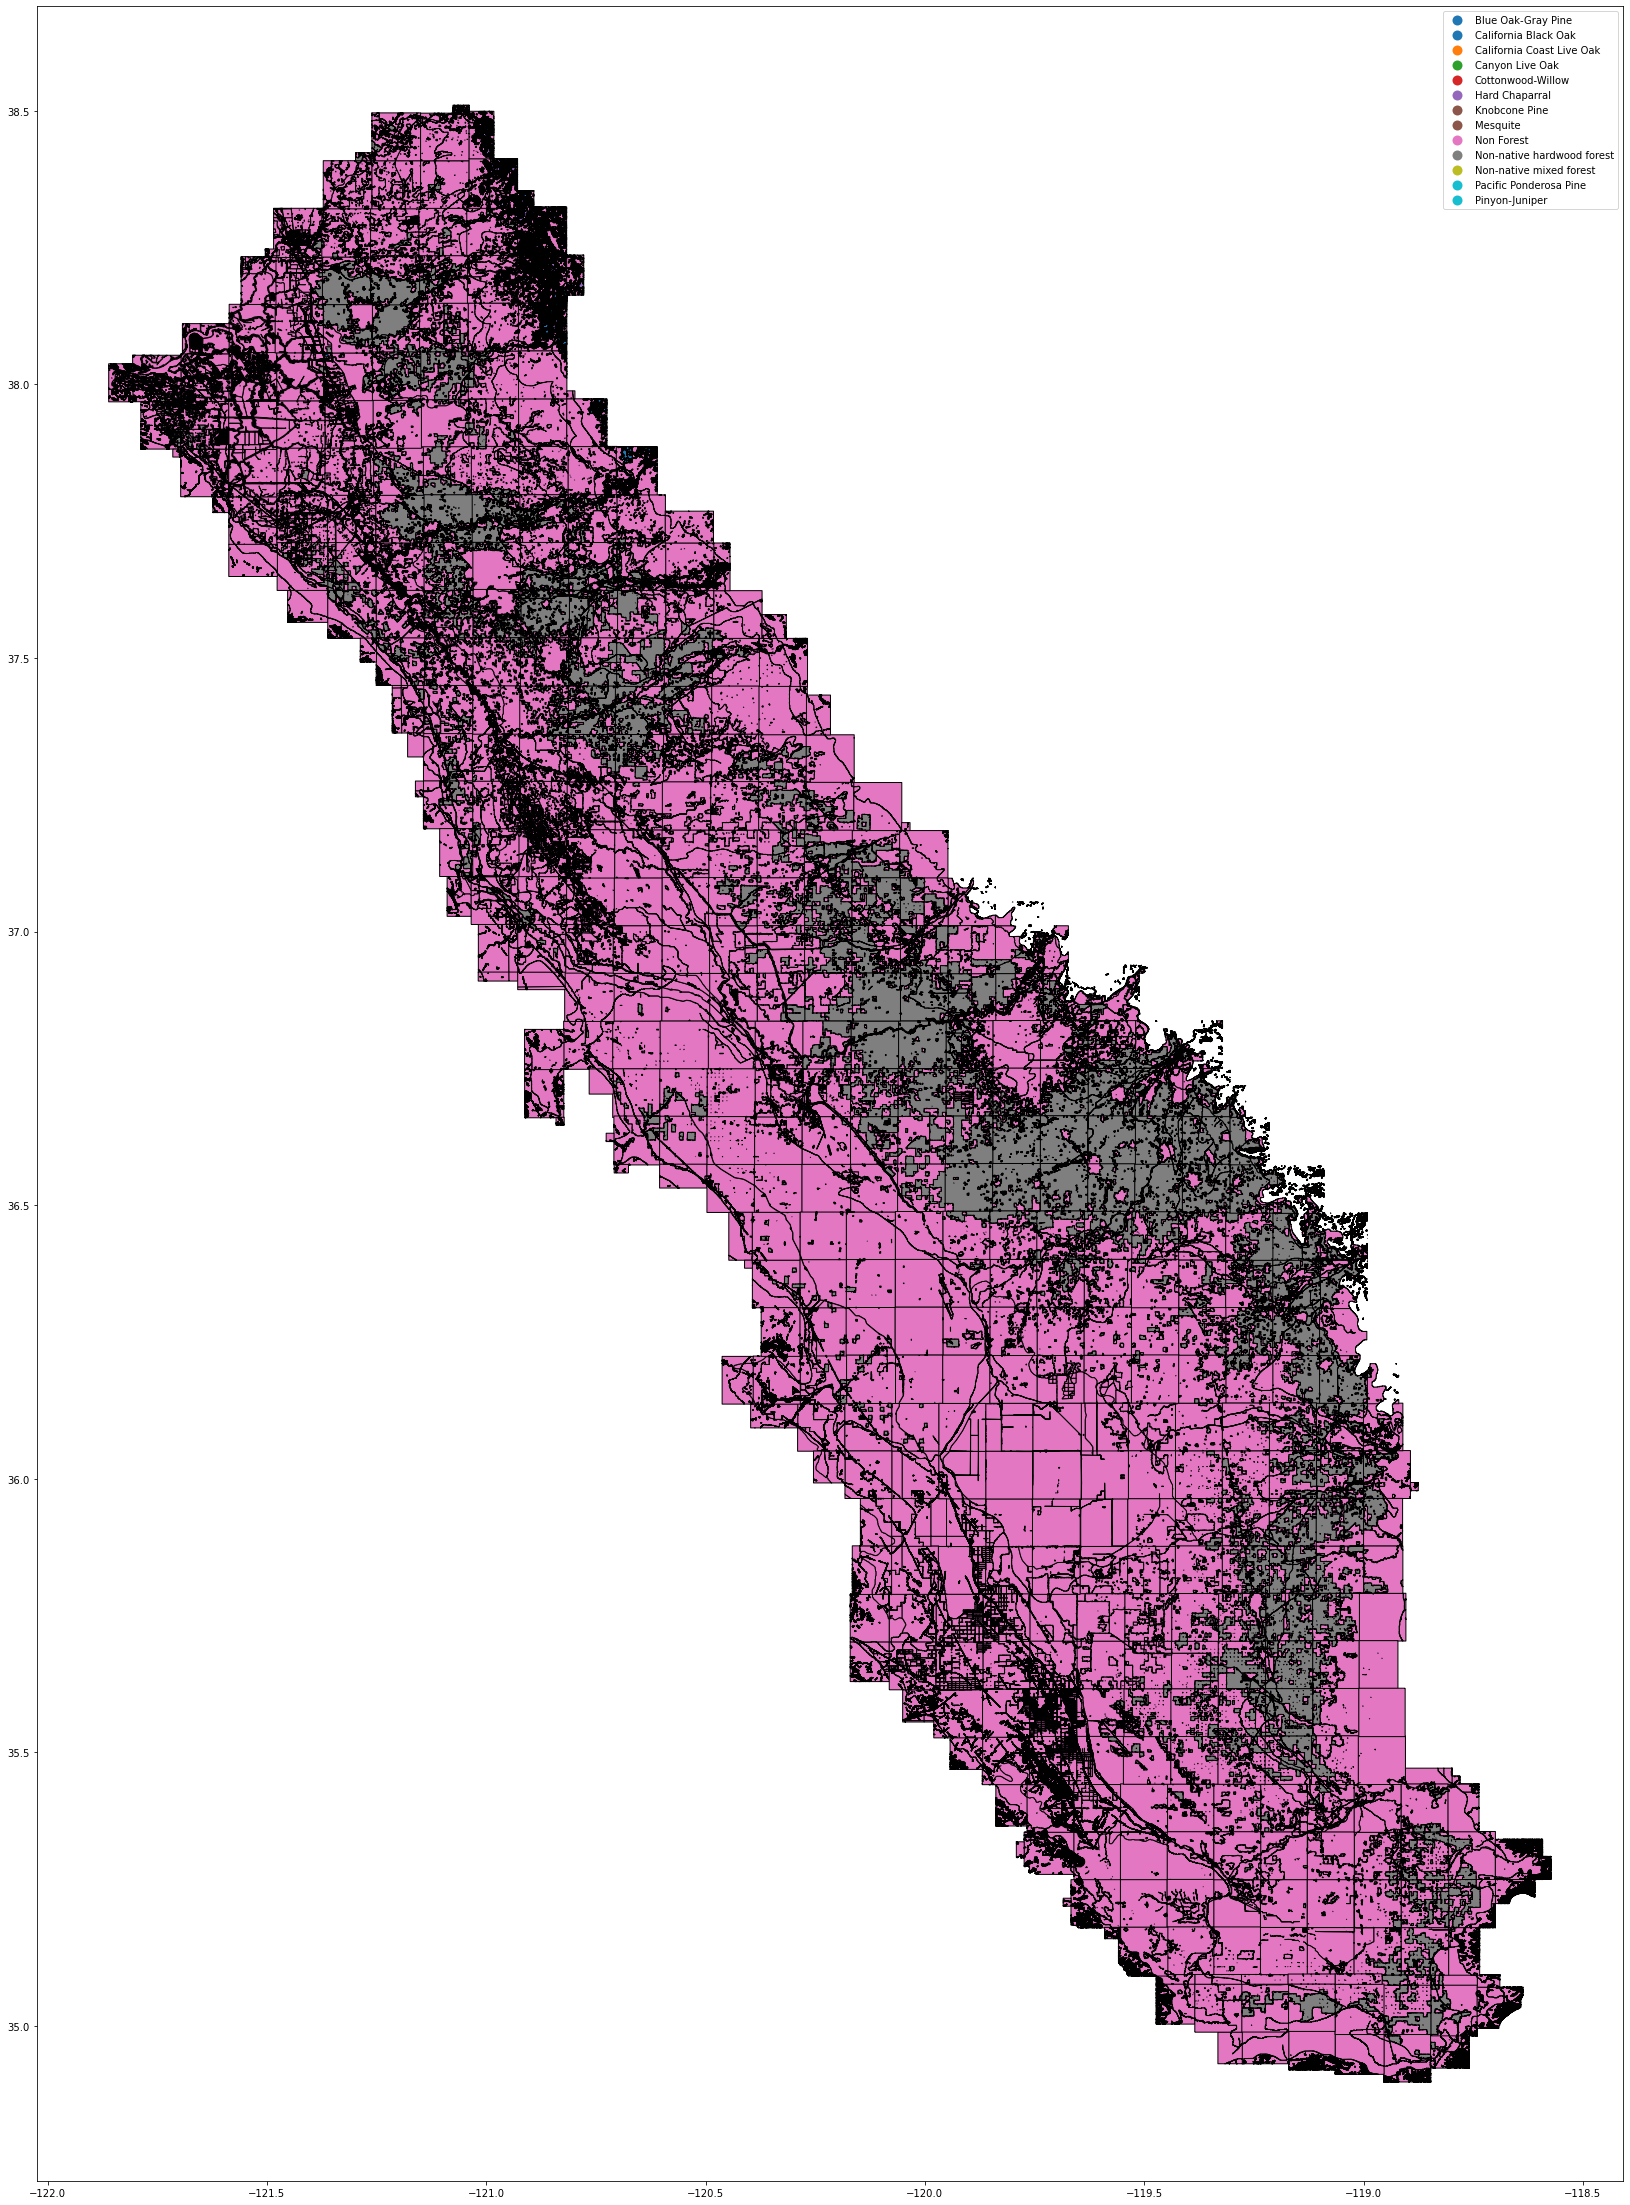 Blue Oak-Gray Pine
California Black Oak
California Coast Live Oak
Canyon Live Oak
Cottonwood-Willow
Hard Chaparral
Knobcone Pine
Mesquite
Non Forest
Non-native hardwood forest
Non-native mixed forest
Pacific Ponderosa Pine
Pinyon-Juniper
38.5
38.0
37.5
37.0
36.5
36.0
35.5
35.0
−122.0 −121.5 −121.0 −120.5 −120.0 −119.5 −119.0 −118.5